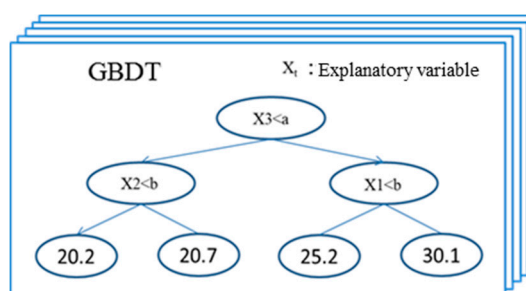 GBDT
Xₜ : Explanatory variable
X3<a
X2<b
X1<b
20.2
20.7
25.2
30.1